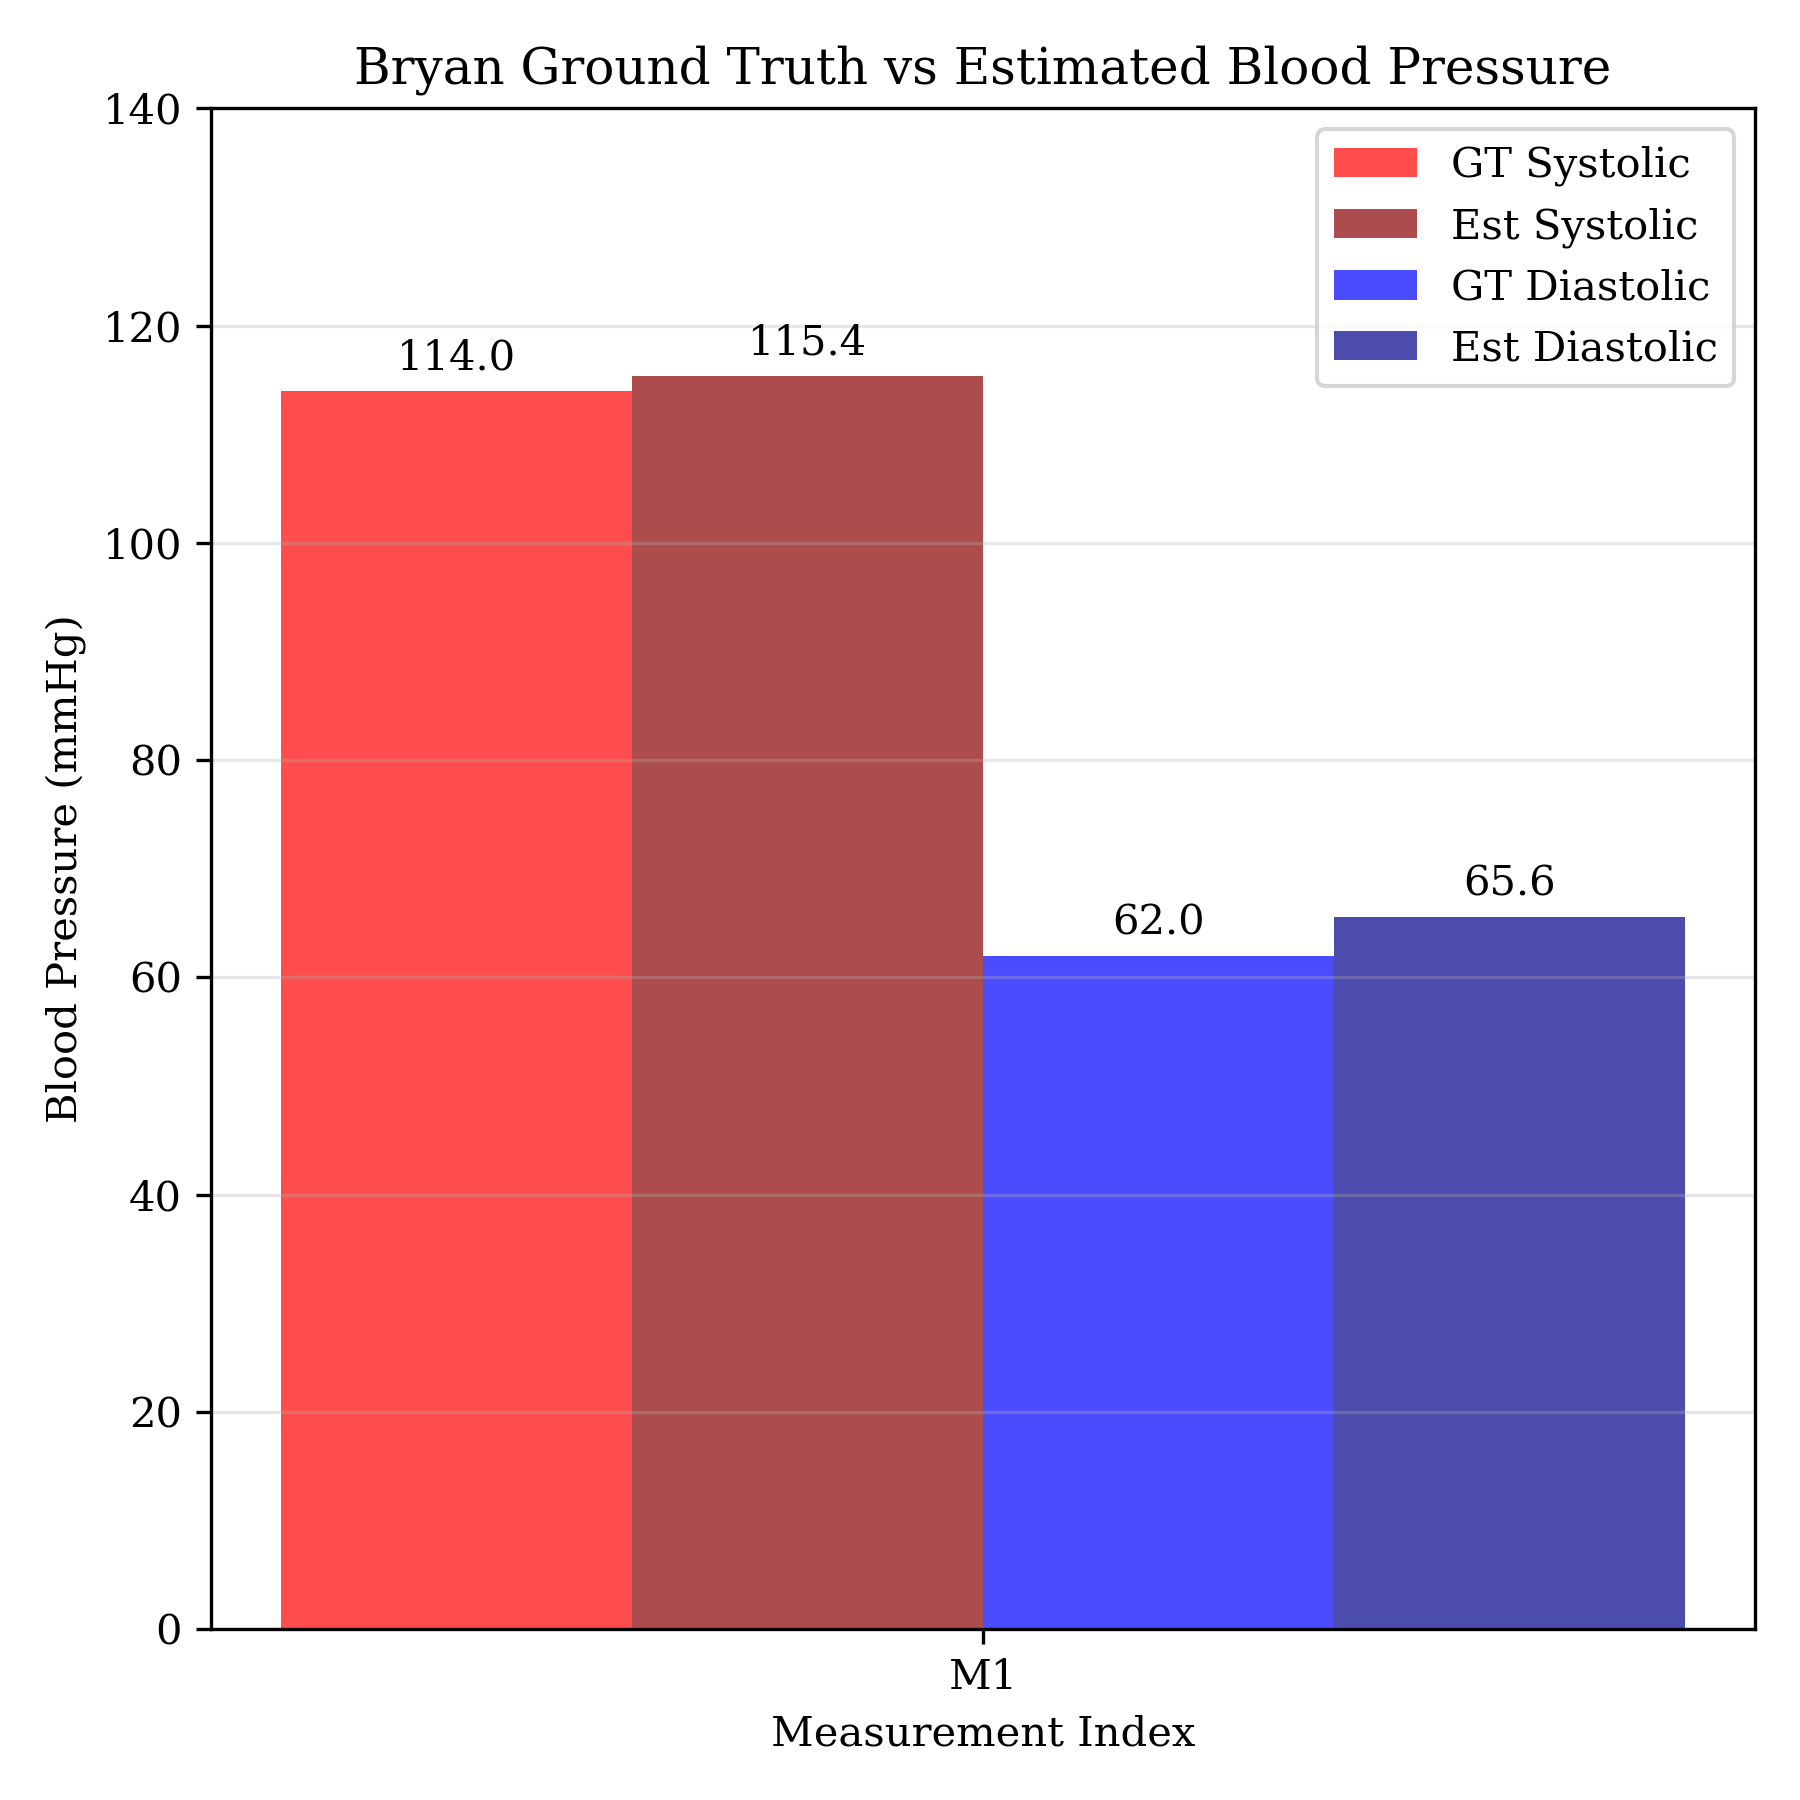 Bryan Ground Truth vs Estimated Blood Pressure
140
120
100
80
60
40
20
0
Blood Pressure (mmHg)
GT Systolic
Est Systolic
GT Diastolic
Est Diastolic
114.0
115.4
62.0
65.6
M1
Measurement Index